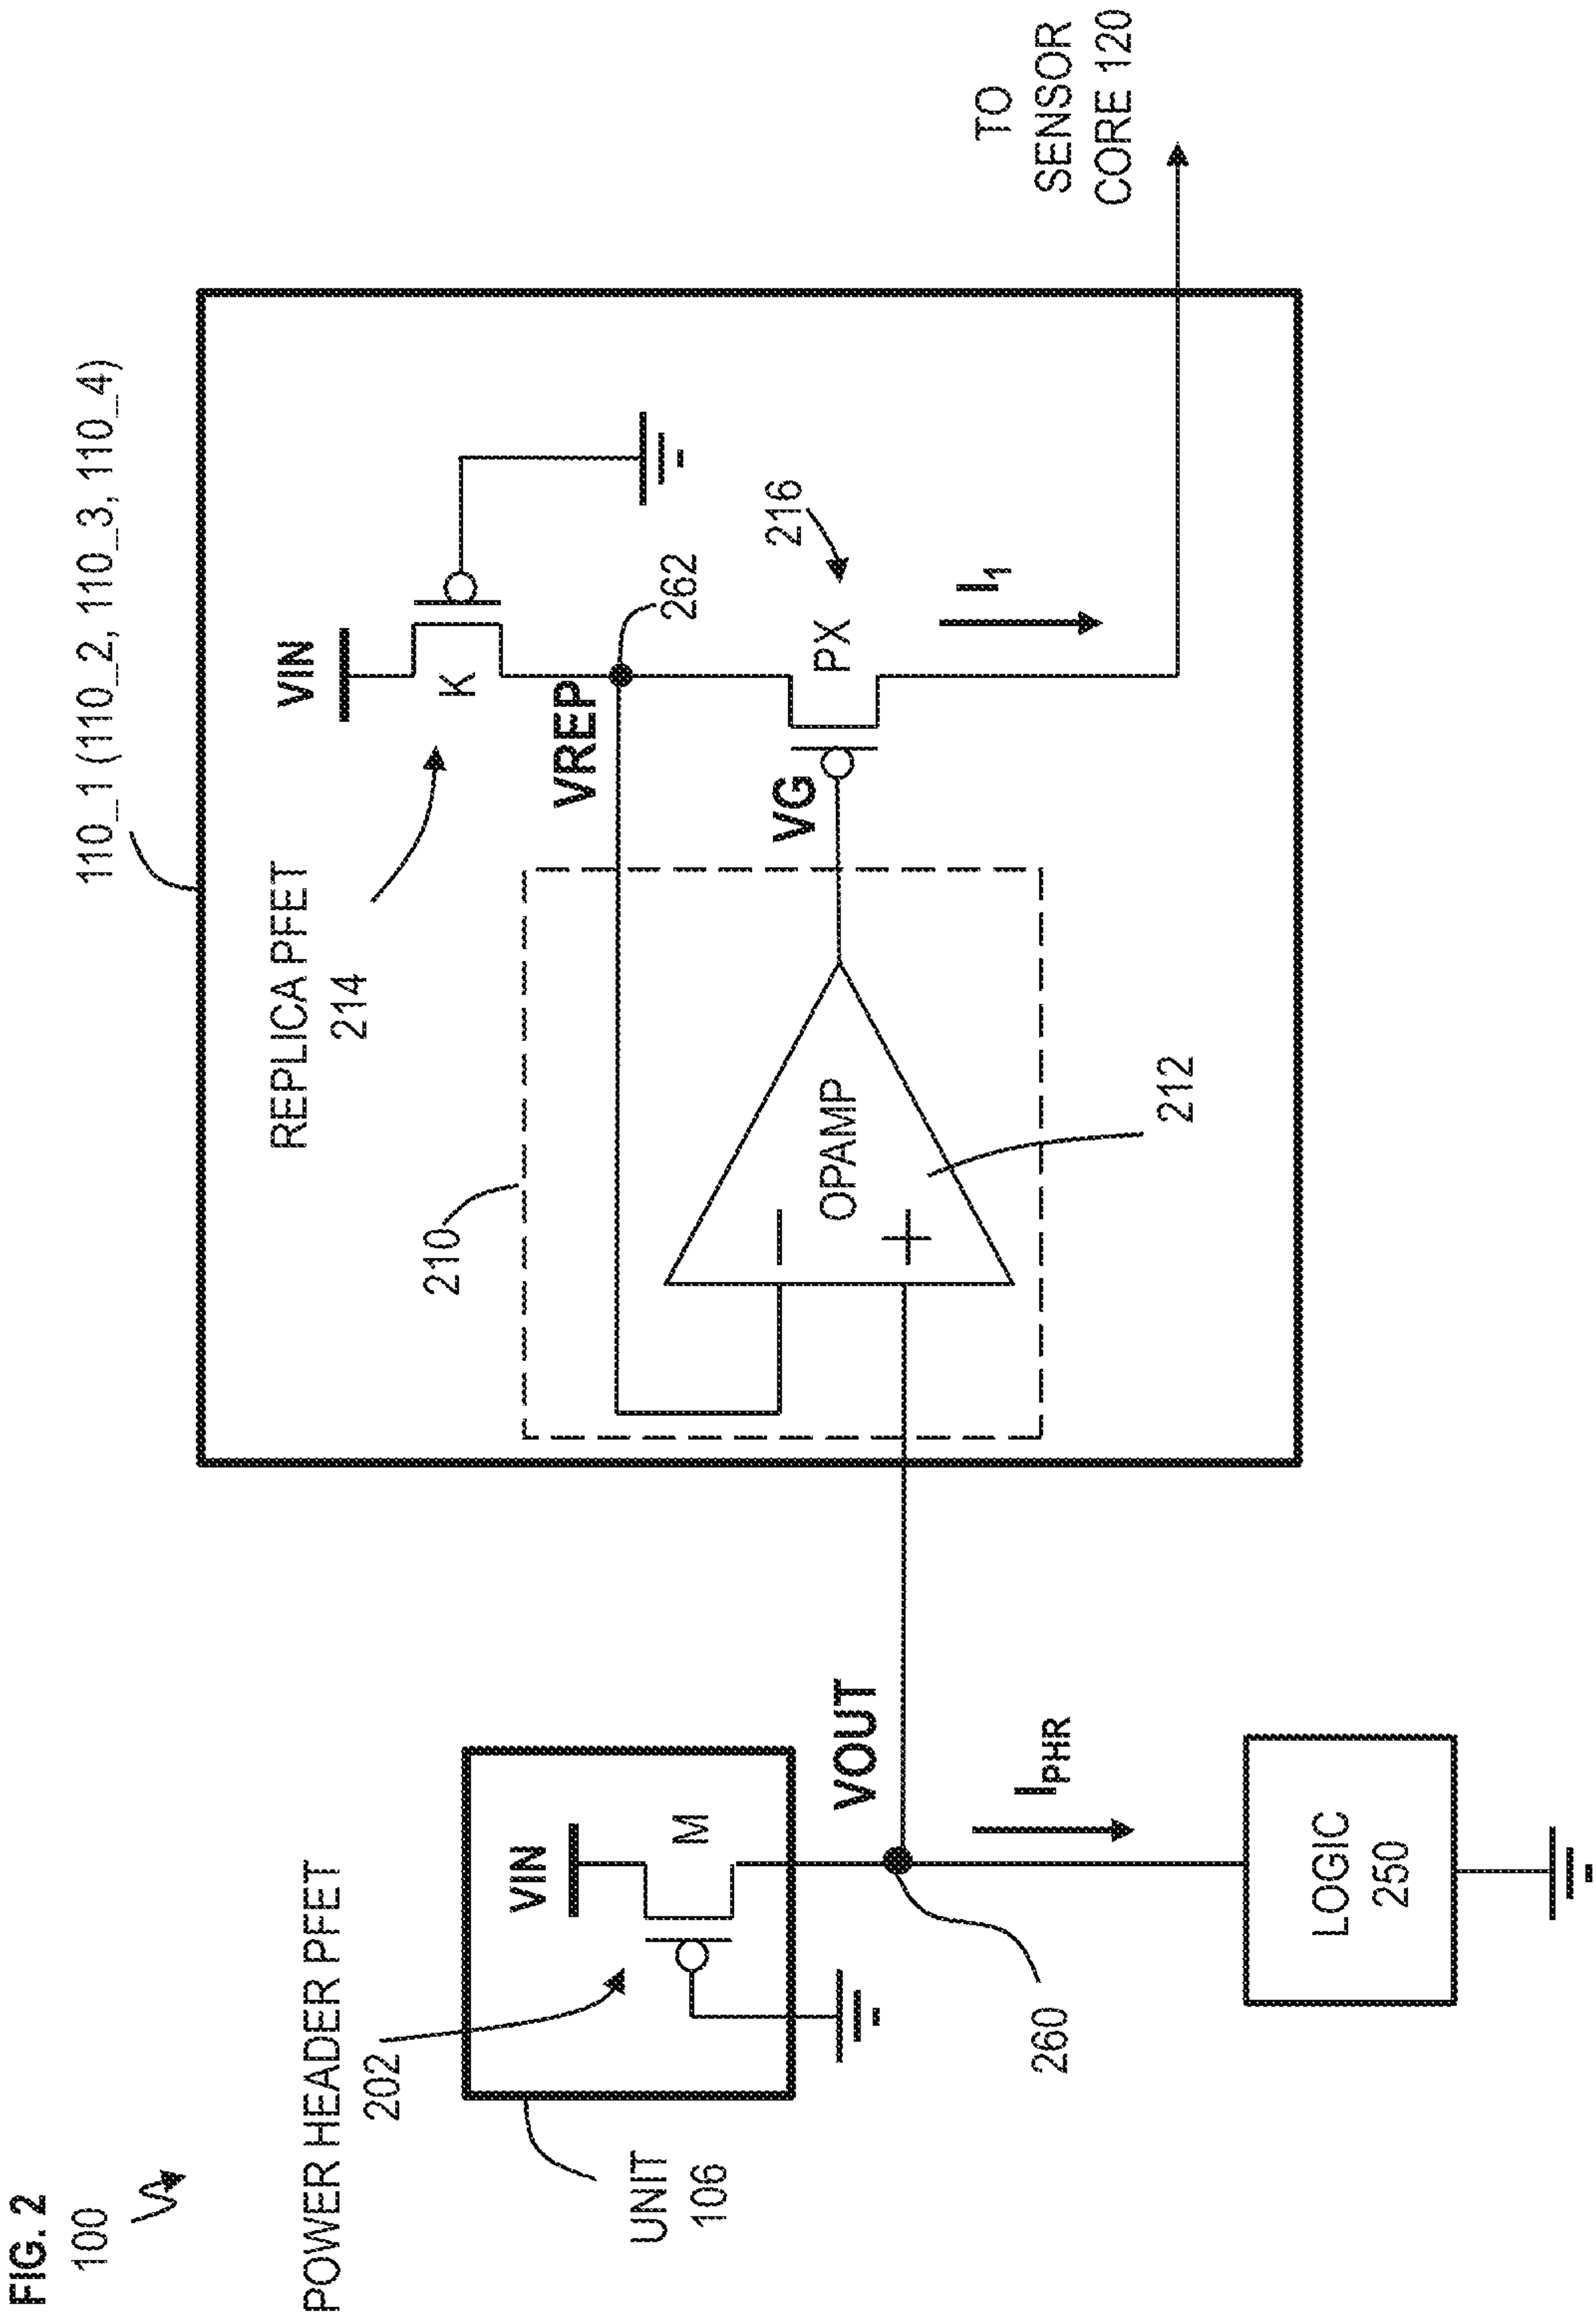 FIG. 2
100
110_1 (110_2, 110_3, 110_4)
POWER HEADER PFET
202
UNIT
106
VIN
M
VOUT
260
I PHR
LOGIC
250
REPLICA PFET
214
VIN
K
210
VREP
262
OPAMP
212
VG
PX
216
I1
TO
SENSOR
CORE 120